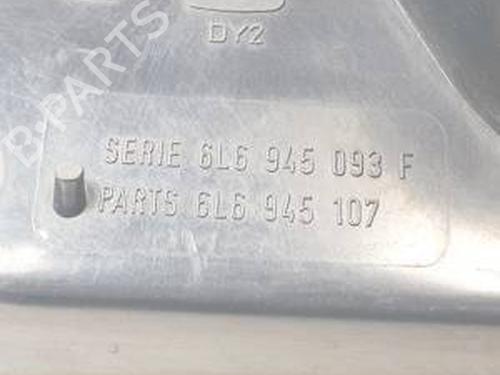 B-PARTS
DY2
SERIE 6L6 945 093 F
PARTS 6L6 945 107